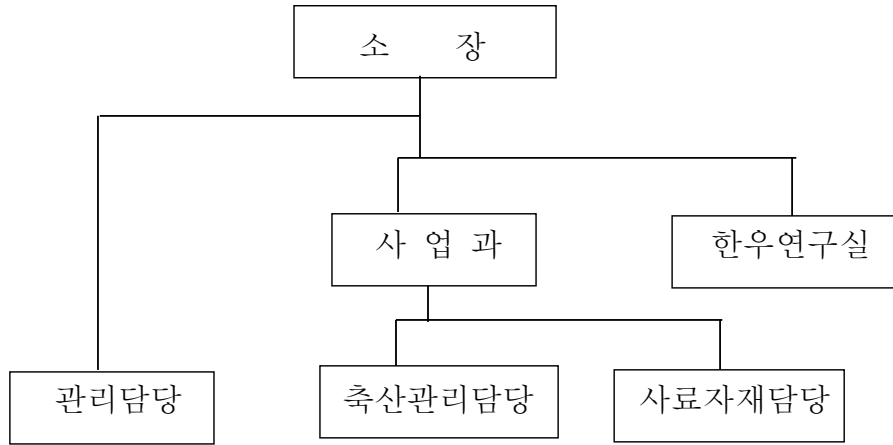 소 장
사 업 과
한우연구실
관리담당
축산관리담당
사료자재담당